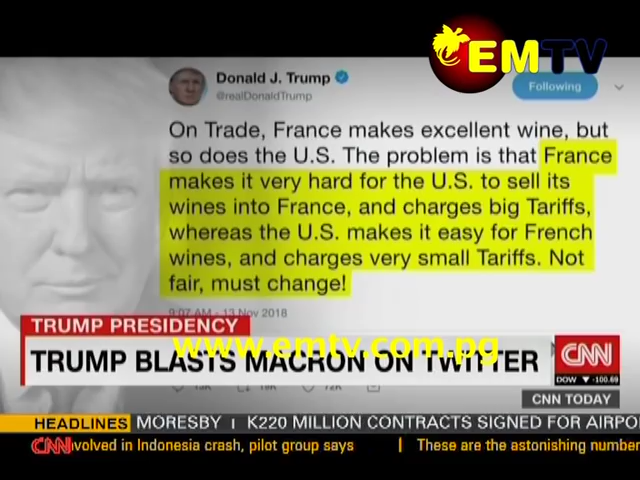 EMTV
Donald J. Trump
@realDonaldTrump
Following
On Trade, France makes excellent wine, but
so does the U.S. The problem is that France
makes it very hard for the U.S. to sell its
wines into France, and charges big Tariffs,
whereas the U.S. makes it easy for French
wines, and charges very small Tariffs. Not
fair, must change!
9:07 AM - 13 Nov 2018
TRUMP PRESIDENCY
www.emtv.com.pg
TRUMP BLASTS MACRON ON TWITTER
CNN
DOW ▼ -100.69
CNN TODAY
HEADLINES MORESBY I K220 MILLION CONTRACTS SIGNED FOR AIRPO
CNN volved in Indonesia crash, pilot group says | These are the astonishing number